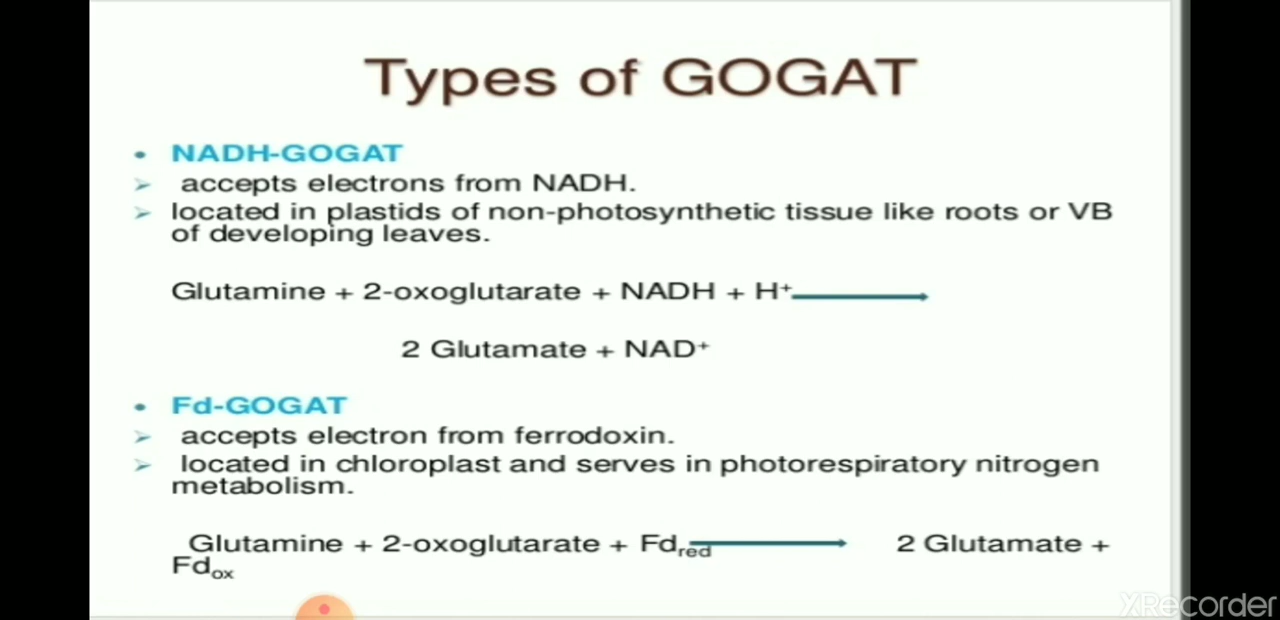 Types of GOGAT
• NADH-GOGAT
➢ accepts electrons from NADH.
➢ located in plastids of non-photosynthetic tissue like roots or VB
of developing leaves.
Glutamine + 2-oxoglutarate + NADH + H⁺
2 Glutamate + NAD⁺
• Fd-GOGAT
➢ accepts electron from ferrodoxin.
➢ located in chloroplast and serves in photorespiratory nitrogen
metabolism.
Glutamine + 2-oxoglutarate + Fd_red 2 Glutamate +
Fd_ox
XRecorder